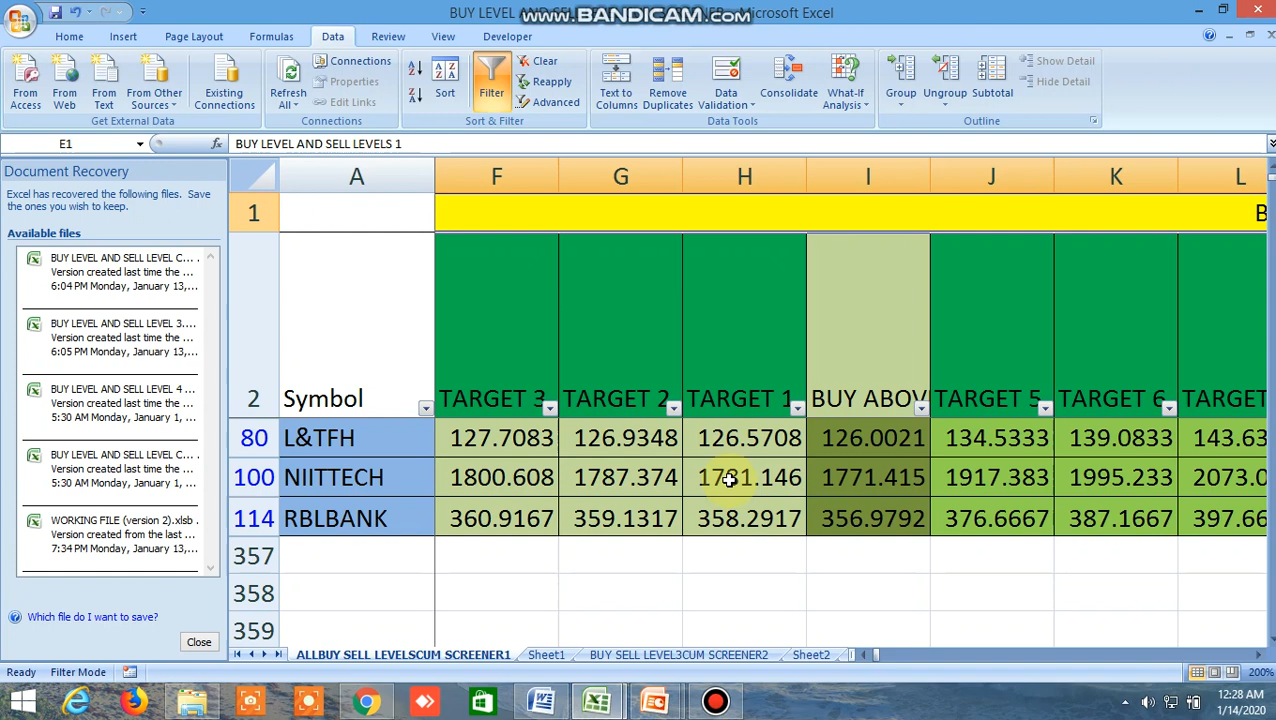 BUY LEVEL AND SELL LEVEL
www.BANDICAM.com
- Microsoft Excel
Home Insert Page Layout Formulas Data Review View Developer
From Access
From Web
From Text
From Other Sources
Existing Connections
Get External Data
Refresh All
Connections
Properties
Edit Links
Connections
Sort
Filter
Clear
Reapply
Advanced
Sort & Filter
Text to Columns
Remove Duplicates
Data Validation
Consolidate
What-If Analysis
Data Tools
Group
Ungroup
Subtotal
Show Detail
Hide Detail
Outline
E1 fx BUY LEVEL AND SELL LEVELS 1
Document Recovery
Excel has recovered the following files. Save
the ones you wish to keep.
Available files
BUY LEVEL AND SELL LEVEL C... .
Version created last time the ...
6:04 PM Monday, January 13,
BUY LEVEL AND SELL LEVEL 3....
Version created last time the ...
6:05 PM Monday, January 13,
BUY LEVEL AND SELL LEVEL 4 ...
Version created last time the ...
5:30 AM Monday, January 1, ...
BUY LEVEL AND SELL LEVEL C...
Version created last time the ...
5:30 AM Monday, January 1, ...
WORKING FILE (version 2).xlsb .
Version created from the last ...
7:34 PM Monday, January 13,
Which file do I want to save?
Close
A F G H I J K L
1 B
2 Symbol TARGET 3 TARGET 2 TARGET 1 BUY ABOV TARGET 5 TARGET 6 TARGET
80 L&TFH 127.7083 126.9348 126.5708 126.0021 134.5333 139.0833 143.63
100 NIITTECH 1800.608 1787.374 1781.146 1771.415 1917.383 1995.233 2073.0
114 RBLBANK 360.9167 359.1317 358.2917 356.9792 376.6667 387.1667 397.66
357
358
359
ALLBUY SELL LEVELSCUM SCREENER1 Sheet1 BUY SELL LEVEL3CUM SCREENER2 Sheet2
Ready Filter Mode 200%
12:28 AM
1/14/2020